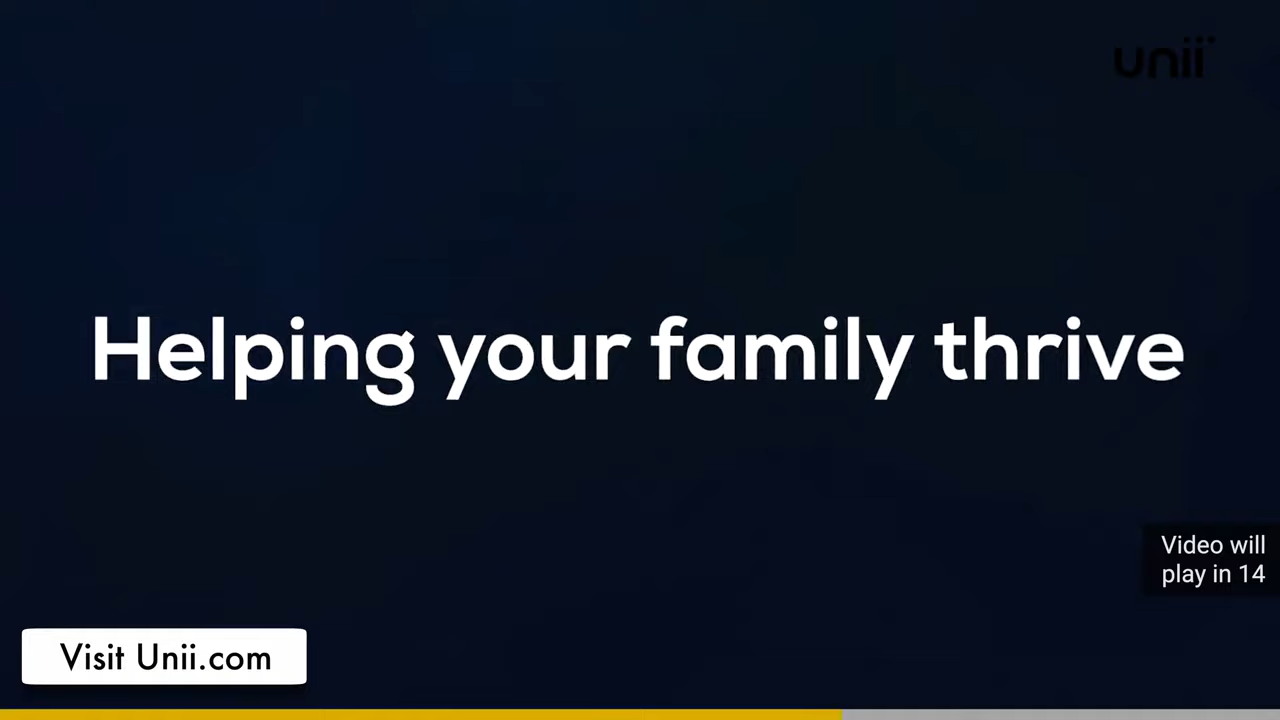 unii
Helping your family thrive
Video will
play in 14
Visit Unii.com